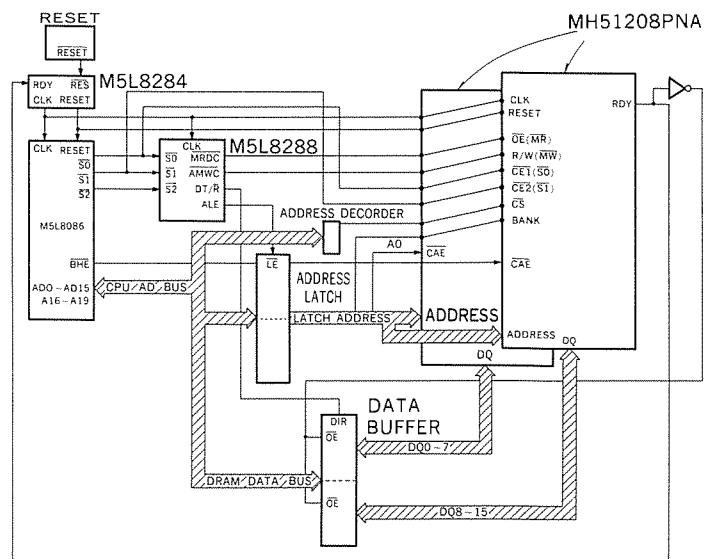 RESET
MH51208PNA
RESET
RDY RES
CLK RESET
M5L8284
CLK RESET
S0
S1
S2
M5L8086
BHE
AD0~AD15
A16~A19
CLK
M5L8288
S0 MRDC
S1 AMWC
S2 DT/R
ALE
CLK
RESET
RDY
OE(MR)
R/W(MW)
CE1(S0)
CE2(S1)
CS
BANK
ADDRESS DECORDER
A0
CAE
CAE
LE
ADDRESS
LATCH
CPU/AD BUS
LATCH ADDRESS
ADDRESS
ADDRESS
DQ
DQ
DATA
BUFFER
DIR
OE
DQ0-7
DRAM/DATA/BUS
OE
DQ8-15